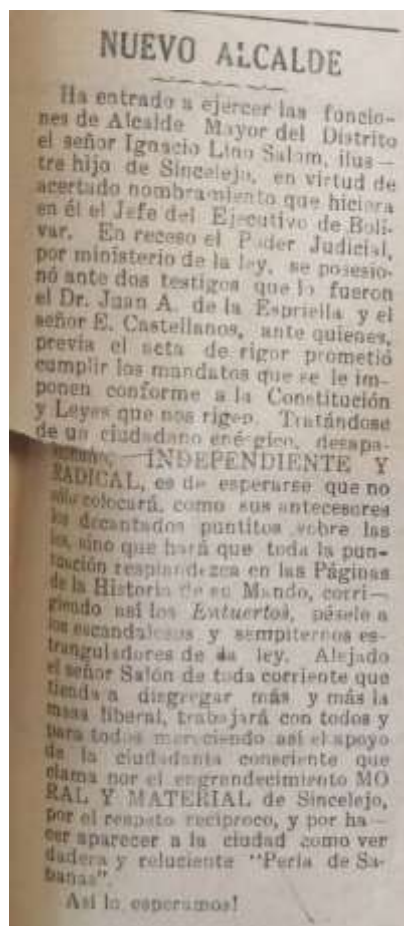 NUEVO ALCALDE
Ha entrado a ejercer las funcio-
nes de Alcalde Mayor del Distrito
el señor Ignacio Lino Salom, ilus-
tre hijo de Sincelejo, en virtud de
acertado nombramiento que hiciera
en él el Jefe del Ejecutivo de Bolí-
var. En receso el Poder Judicial,
por ministerio de la ley, se posesio-
nó ante dos testigos que lo fueron
el Dr. Juan A. de la Espriella y el
señor E. Castellanos, ante quienes,
previa el acta de rigor prometió
cumplir los mandatos que se le im-
ponen conforme a la Constitución
y Leyes que nos rigen. Tratándose
de un ciudadano enérgico, desapa-
INDEPENDIENTE Y
RADICAL, es de esperarse que no
sólo colocará, como sus antecesores
los decantados puntitos sobre las
íes, sino que hará que toda la pun-
tuación resplandezca en las Páginas
de la Historia de su Mando, corri-
giendo así los Entuertos, pésele a
los escandalosos y sempiternos es-
tranguladores de la ley. Alejado
el señor Salón de toda corriente que
tienda a disgregar más y más la
masa liberal, trabajará con todos y
para todos mereciendo así el apoyo
de la ciudadanía consciente que
clama por el engrandecimiento MO
RAL Y MATERIAL de Sincelejo,
por el respeto recíproco, y por ha-
cer aparecer a la ciudad como ver
dadera y reluciente "Perla de Sa-
banas".
Así lo esperamos!